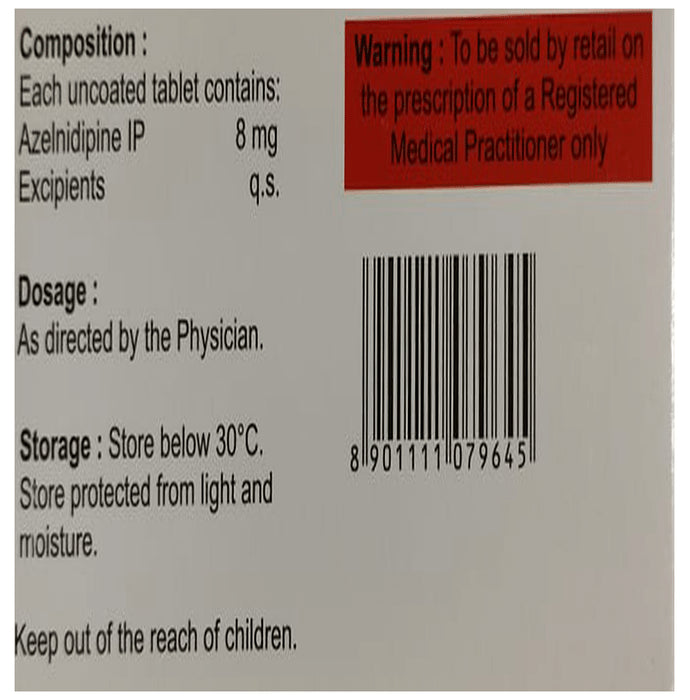 Composition :
Each uncoated tablet contains:
Azelnidipine IP 8 mg
Excipients q.s.
Dosage :
As directed by the Physician.
Storage : Store below 30°C.
Store protected from light and
moisture.
Keep out of the reach of children.
Warning : To be sold by retail on
the prescription of a Registered
Medical Practitioner only
8 901111 079645